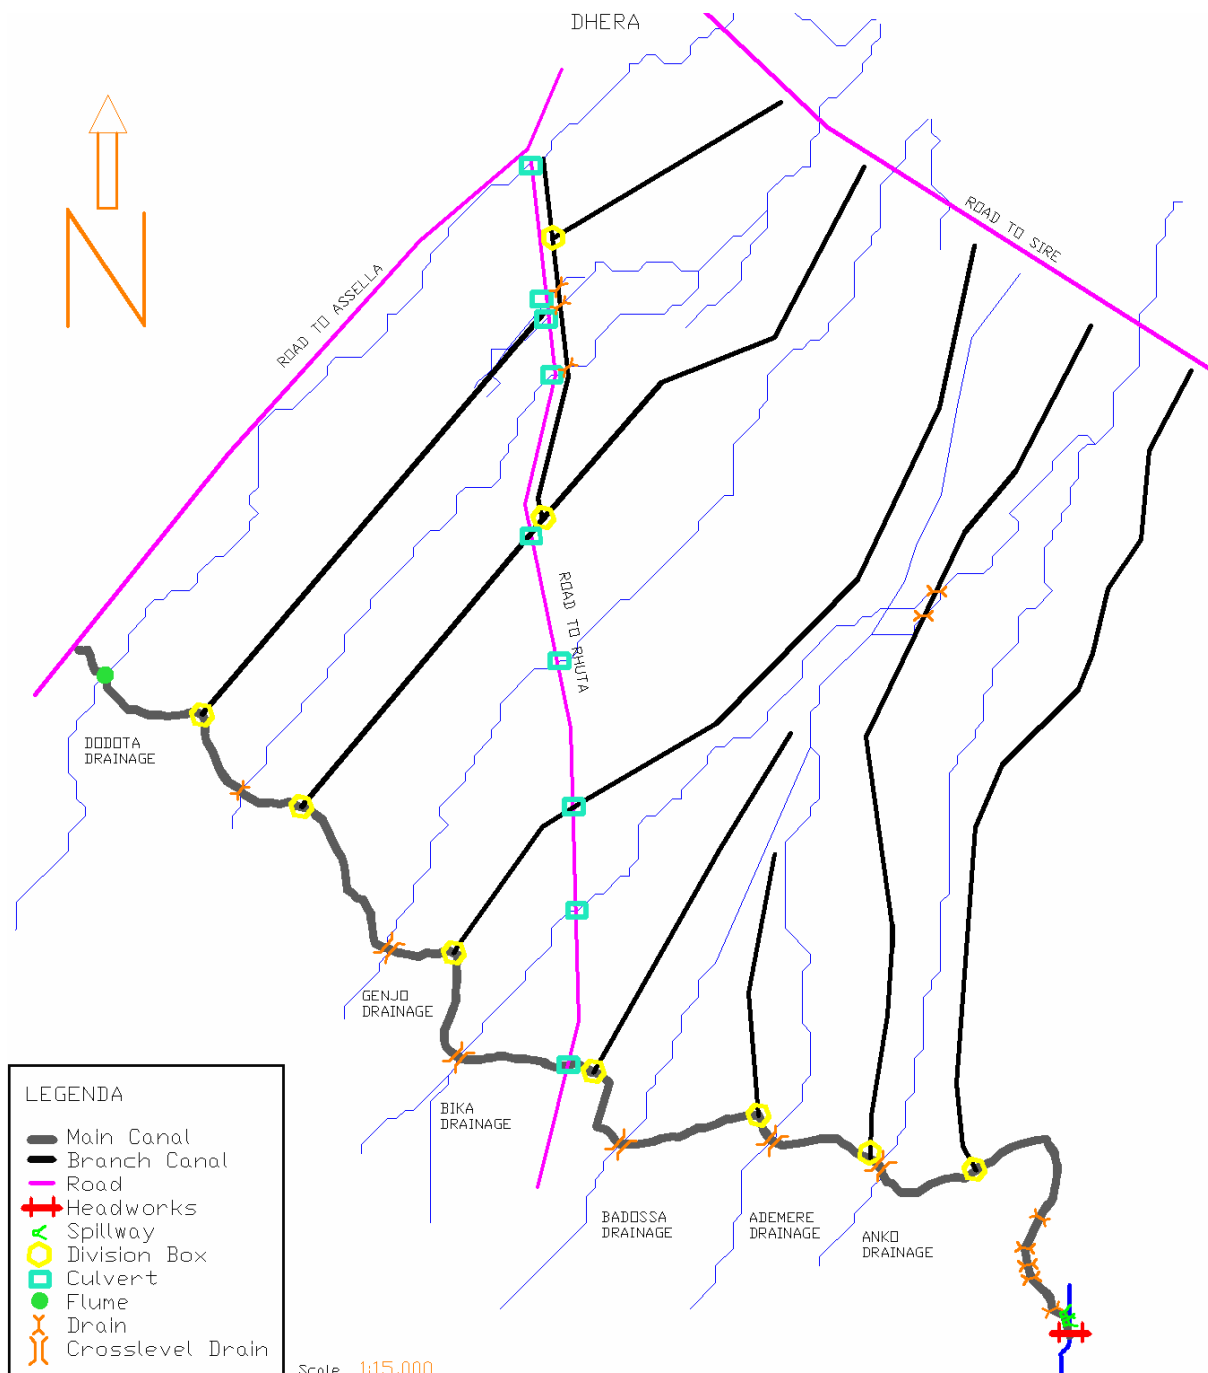 DHERA
N
ROAD TO SIRE
ROAD TO ASSELLA
ROAD TO RHUTA
DODOTA
DRAINAGE
GENJO
DRAINAGE
BIKA
DRAINAGE
BADOSSA
DRAINAGE
ADEMERE
DRAINAGE
ANKO
DRAINAGE
LEGENDA
Main Canal
Branch Canal
Road
Headworks
Spillway
Division Box
Culvert
Flume
Drain
Crosslevel Drain
Scale 1:15.000